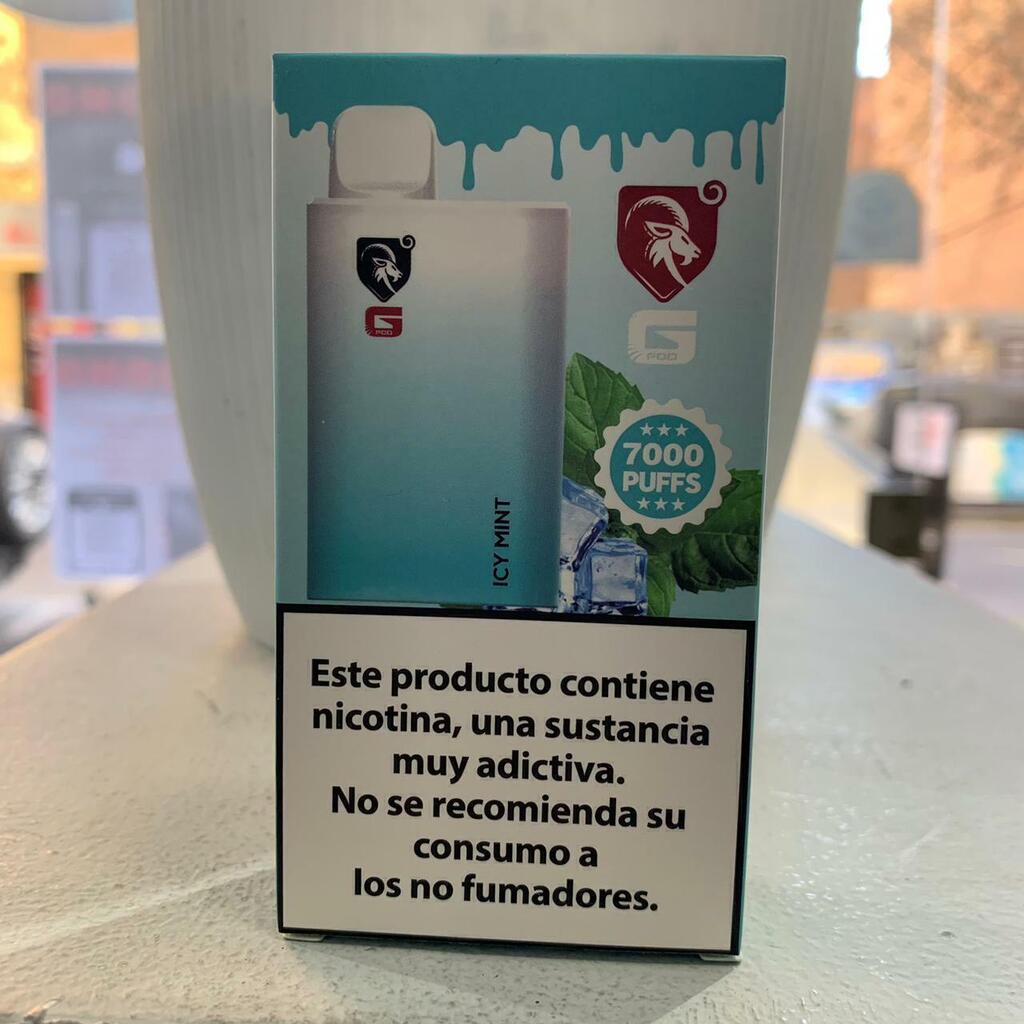 G
POD
G
POD
7000
PUFFS
ICY MINT
Este producto contiene
nicotina, una sustancia
muy adictiva.
No se recomienda su
consumo a
los no fumadores.